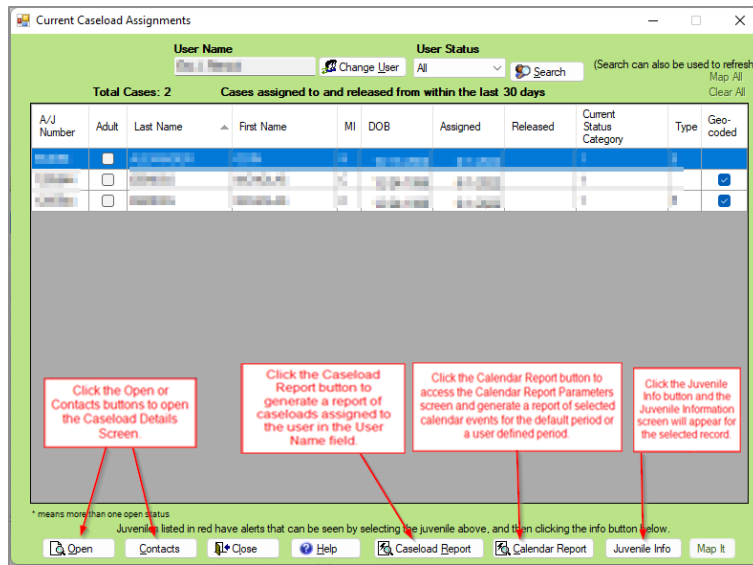 Current Caseload Assignments
User Name
User Status
Change User
All
Search
(Search can also be used to refresh
Map All
Total Cases: 2
Cases assigned to and released from within the last 30 days
Clear All
A/J Number
Adult
Last Name
First Name
MI
DOB
Assigned
Released
Current Status Category
Type
Geo-coded
Click the Open or
Contacts buttons to open
the Caseload Details
Screen.
Click the Caseload
Report button to
generate a report of
caseloads assigned to
the user in the User
Name field.
Click the Calendar Report button to
access the Calendar Report Parameters
screen and generate a report of selected
calendar events for the default period or
a user defined period.
Click the Juvenile
Info button and the
Juvenile Information
screen will appear for
the selected record.
* means more than one open status
Juveniles listed in red have alerts that can be seen by selecting the juvenile above, and then clicking the info button below.
Open
Contacts
Close
Help
Caseload Report
Calendar Report
Juvenile Info
Map It